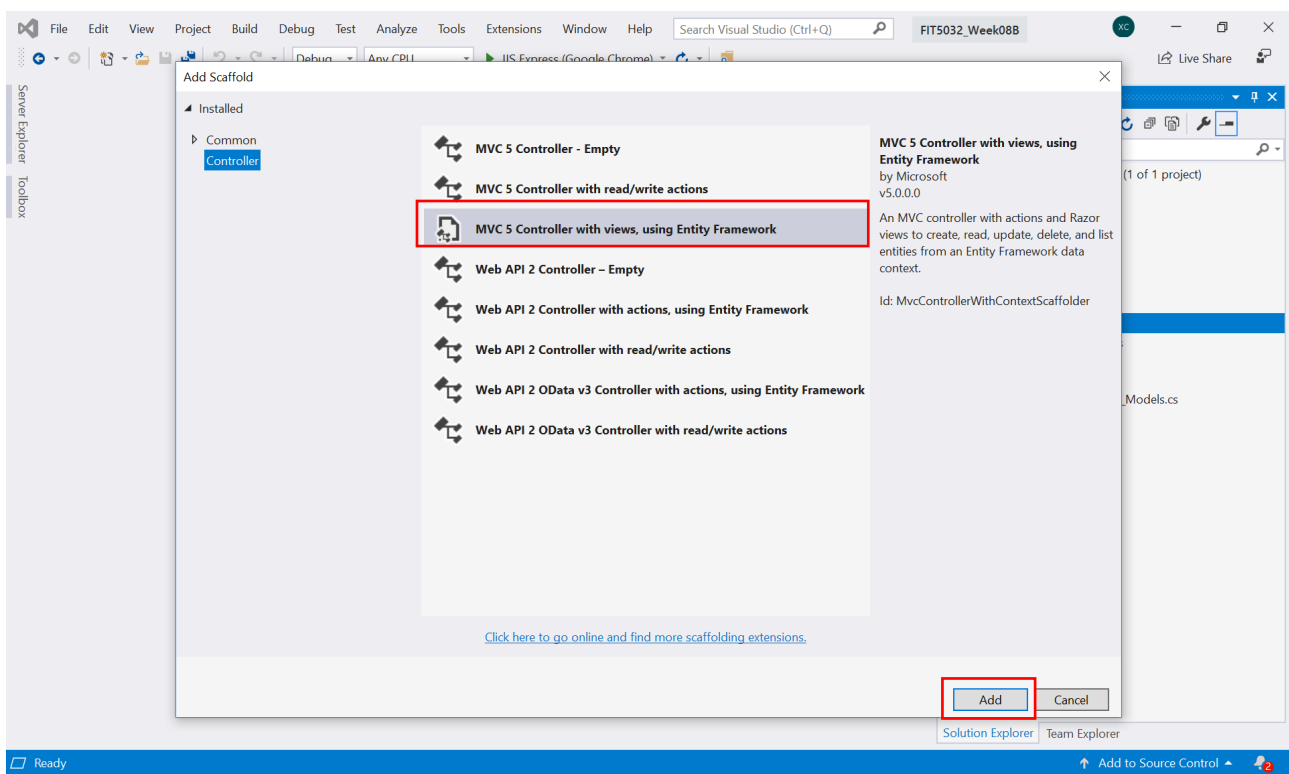 File Edit View Project Build Debug Test Analyze Tools Extensions Window Help Search Visual Studio (Ctrl+Q) FIT5032_Week08B XC
Debug Any CPU IIS Express (Google Chrome) Live Share
Server Explorer
Toolbox
Add Scaffold
Installed
Common
Controller
MVC 5 Controller - Empty
MVC 5 Controller with read/write actions
MVC 5 Controller with views, using Entity Framework
Web API 2 Controller – Empty
Web API 2 Controller with actions, using Entity Framework
Web API 2 Controller with read/write actions
Web API 2 OData v3 Controller with actions, using Entity Framework
Web API 2 OData v3 Controller with read/write actions
Click here to go online and find more scaffolding extensions.
MVC 5 Controller with views, using
Entity Framework
by Microsoft
v5.0.0.0
An MVC controller with actions and Razor
views to create, read, update, delete, and list
entities from an Entity Framework data
context.
Id: MvcControllerWithContextScaffolder
Add Cancel
(1 of 1 project)
_Models.cs
Solution Explorer Team Explorer
Ready Add to Source Control 2